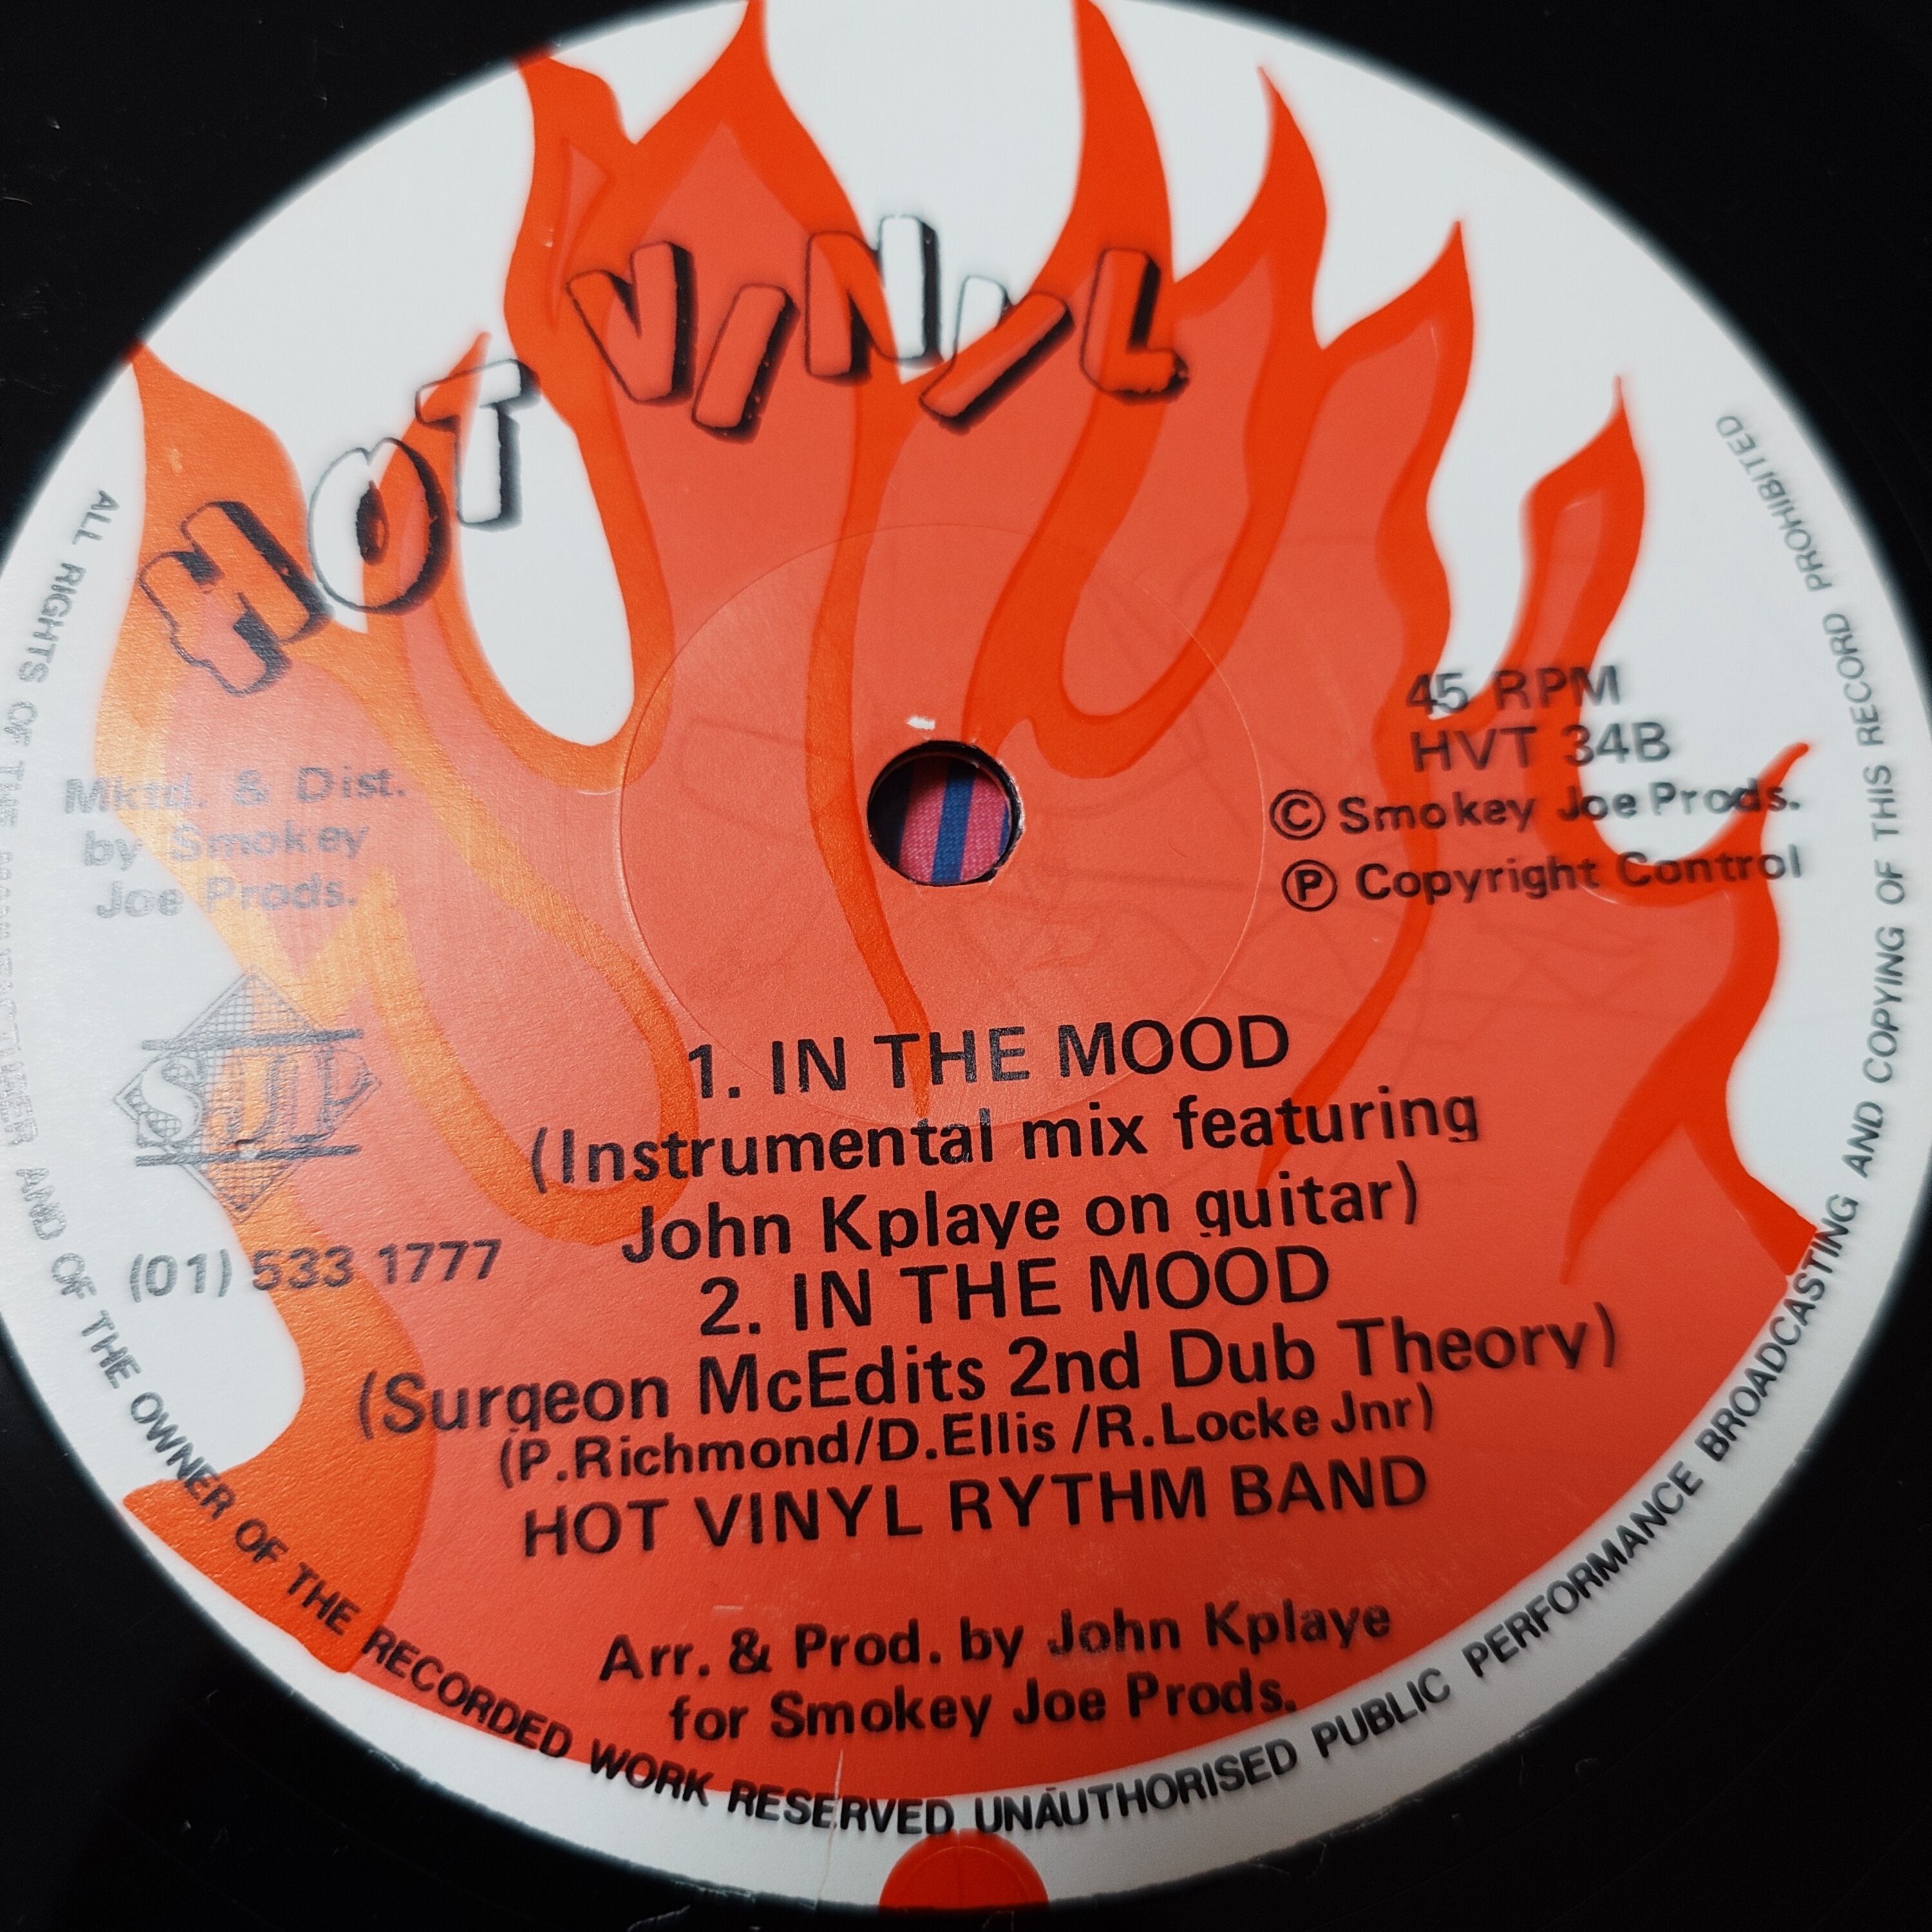 HOT VINYL
45 RPM
HVT 34B
© Smokey Joe Prods.
Ⓟ Copyright Control
Mktd. & Dist.
by Smokey
Joe Prods.
SJP
(01) 533 1777
1. IN THE MOOD
(Instrumental mix featuring
John Kplaye on guitar)
2. IN THE MOOD
(Surgeon McEdits 2nd Dub Theory)
(P.Richmond/D.Ellis /R.Locke Jnr)
HOT VINYL RYTHM BAND
Arr. & Prod. by John Kplaye
for Smokey Joe Prods.
ALL RIGHTS OF THE MANUFACTURER AND OF THE OWNER OF THE RECORDED WORK RESERVED UNAUTHORISED PUBLIC PERFORMANCE BROADCASTING AND COPYING OF THIS RECORD PROHIBITED